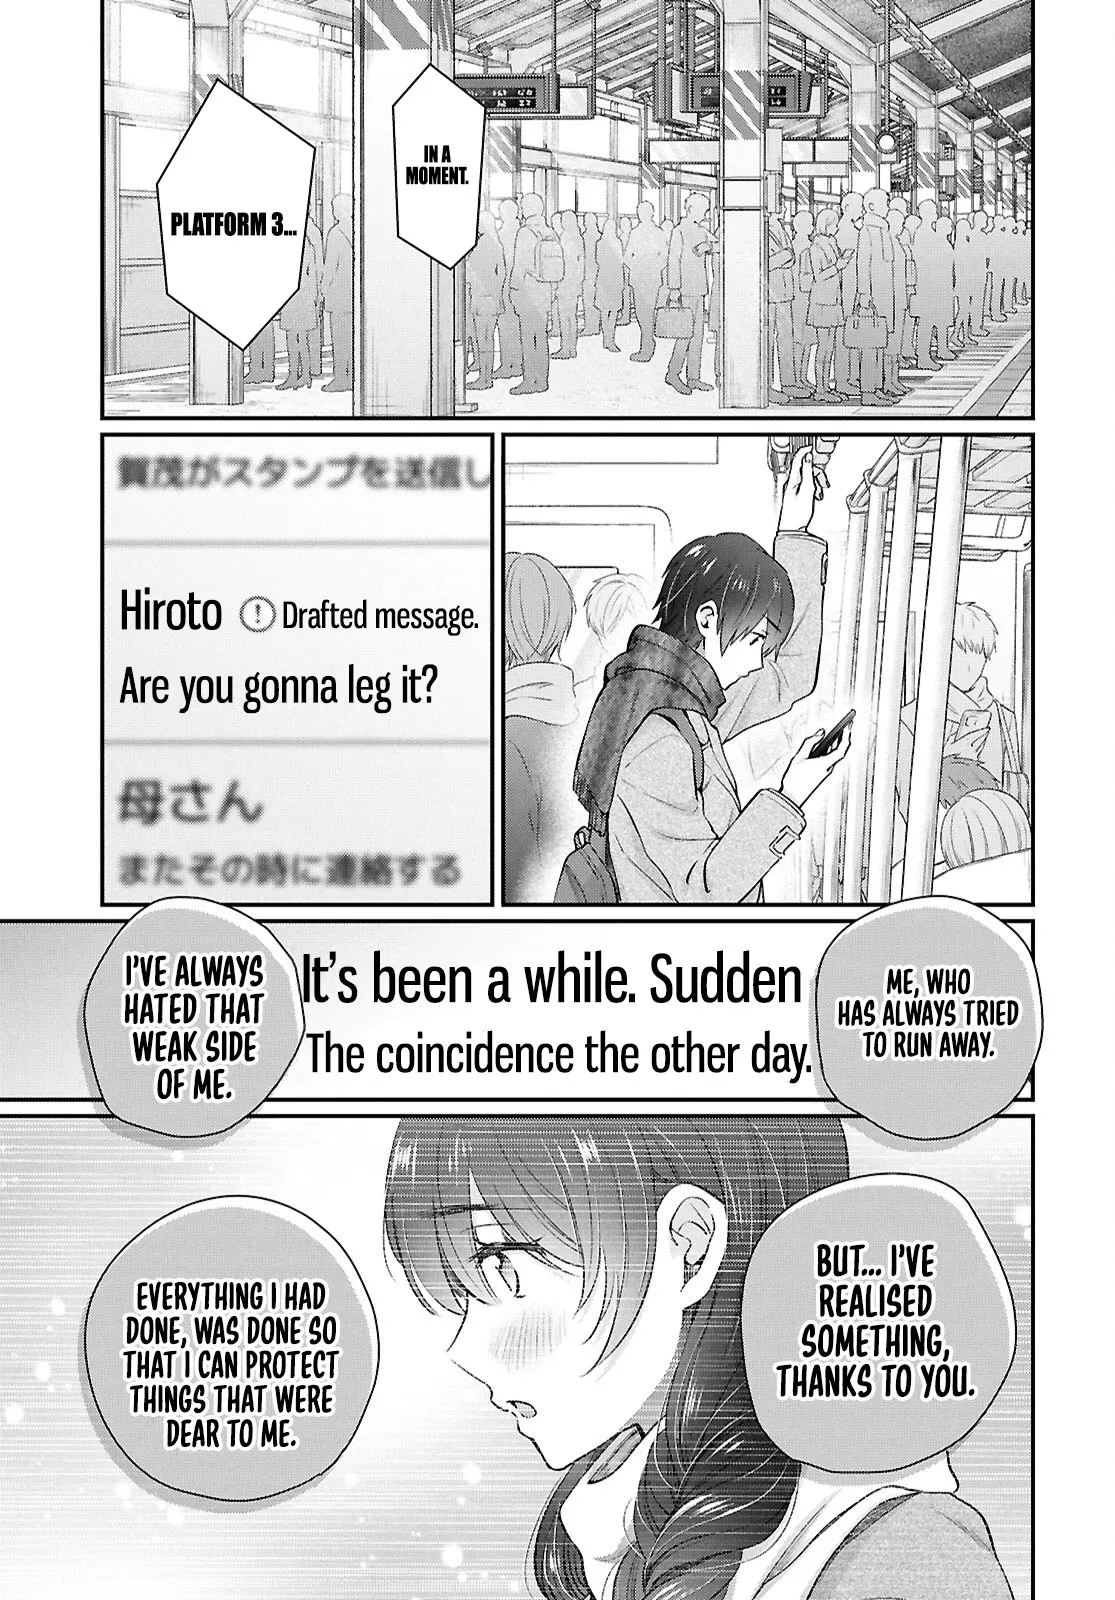 IN A
MOMENT.
PLATFORM 3...
賀茂がスタンプを送信し
Hiroto ! Drafted message.
Are you gonna leg it?
母さん
またその時に連絡する
ME, WHO
HAS ALWAYS TRIED
TO RUN AWAY.
It's been a while. Sudden
The coincidence the other day.
I'VE ALWAYS
HATED THAT
WEAK SIDE
OF ME.
BUT... I'VE
REALISED
SOMETHING,
THANKS TO YOU.
EVERYTHING I HAD
DONE, WAS DONE SO
THAT I CAN PROTECT
THINGS THAT WERE
DEAR TO ME.